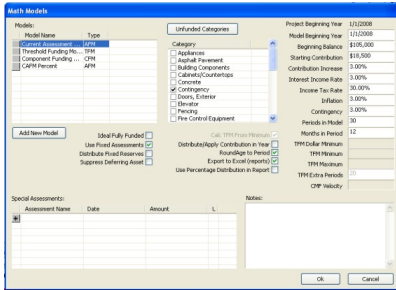 Math Models
Models:
Model Name Type
Current Assessment ... AFM
Threshold Funding Mo... TFM
Component Funding ... CFM
CAFM Percent AFM
Add New Model
Unfunded Categories
Category
Appliances
Asphalt Pavement
Building Components
Cabinets/Countertops
Concrete
Contingency
Doors, Exterior
Elevator
Fencing
Fire Control Equipment
Project Beginning Year 1/1/2008
Model Beginning Year 1/1/2008
Beginning Balance $105,000
Starting Contribution $18,500
Contribution Increase 3.00%
Interest Income Rate 3.00%
Income Tax Rate 30.00%
Inflation 3.00%
Contingency 3.00%
Periods in Model 30
Months in Period 12
TFM Dollar Minimum
TFM Minimum
TFM Maximum
TFM Extra Periods 20
CMF Velocity
Ideal Fully Funded
Use Fixed Assessments
Distribute Fixed Reserves
Suppress Deferring Asset
Calc TFM From Minimum
Distribute/Apply Contribution in Year
RoundAge to Period
Export to Excel (reports)
Use Percentage Distribution in Report
Special Assessments:
Assessment Name Date Amount L
Notes:
Ok Cancel